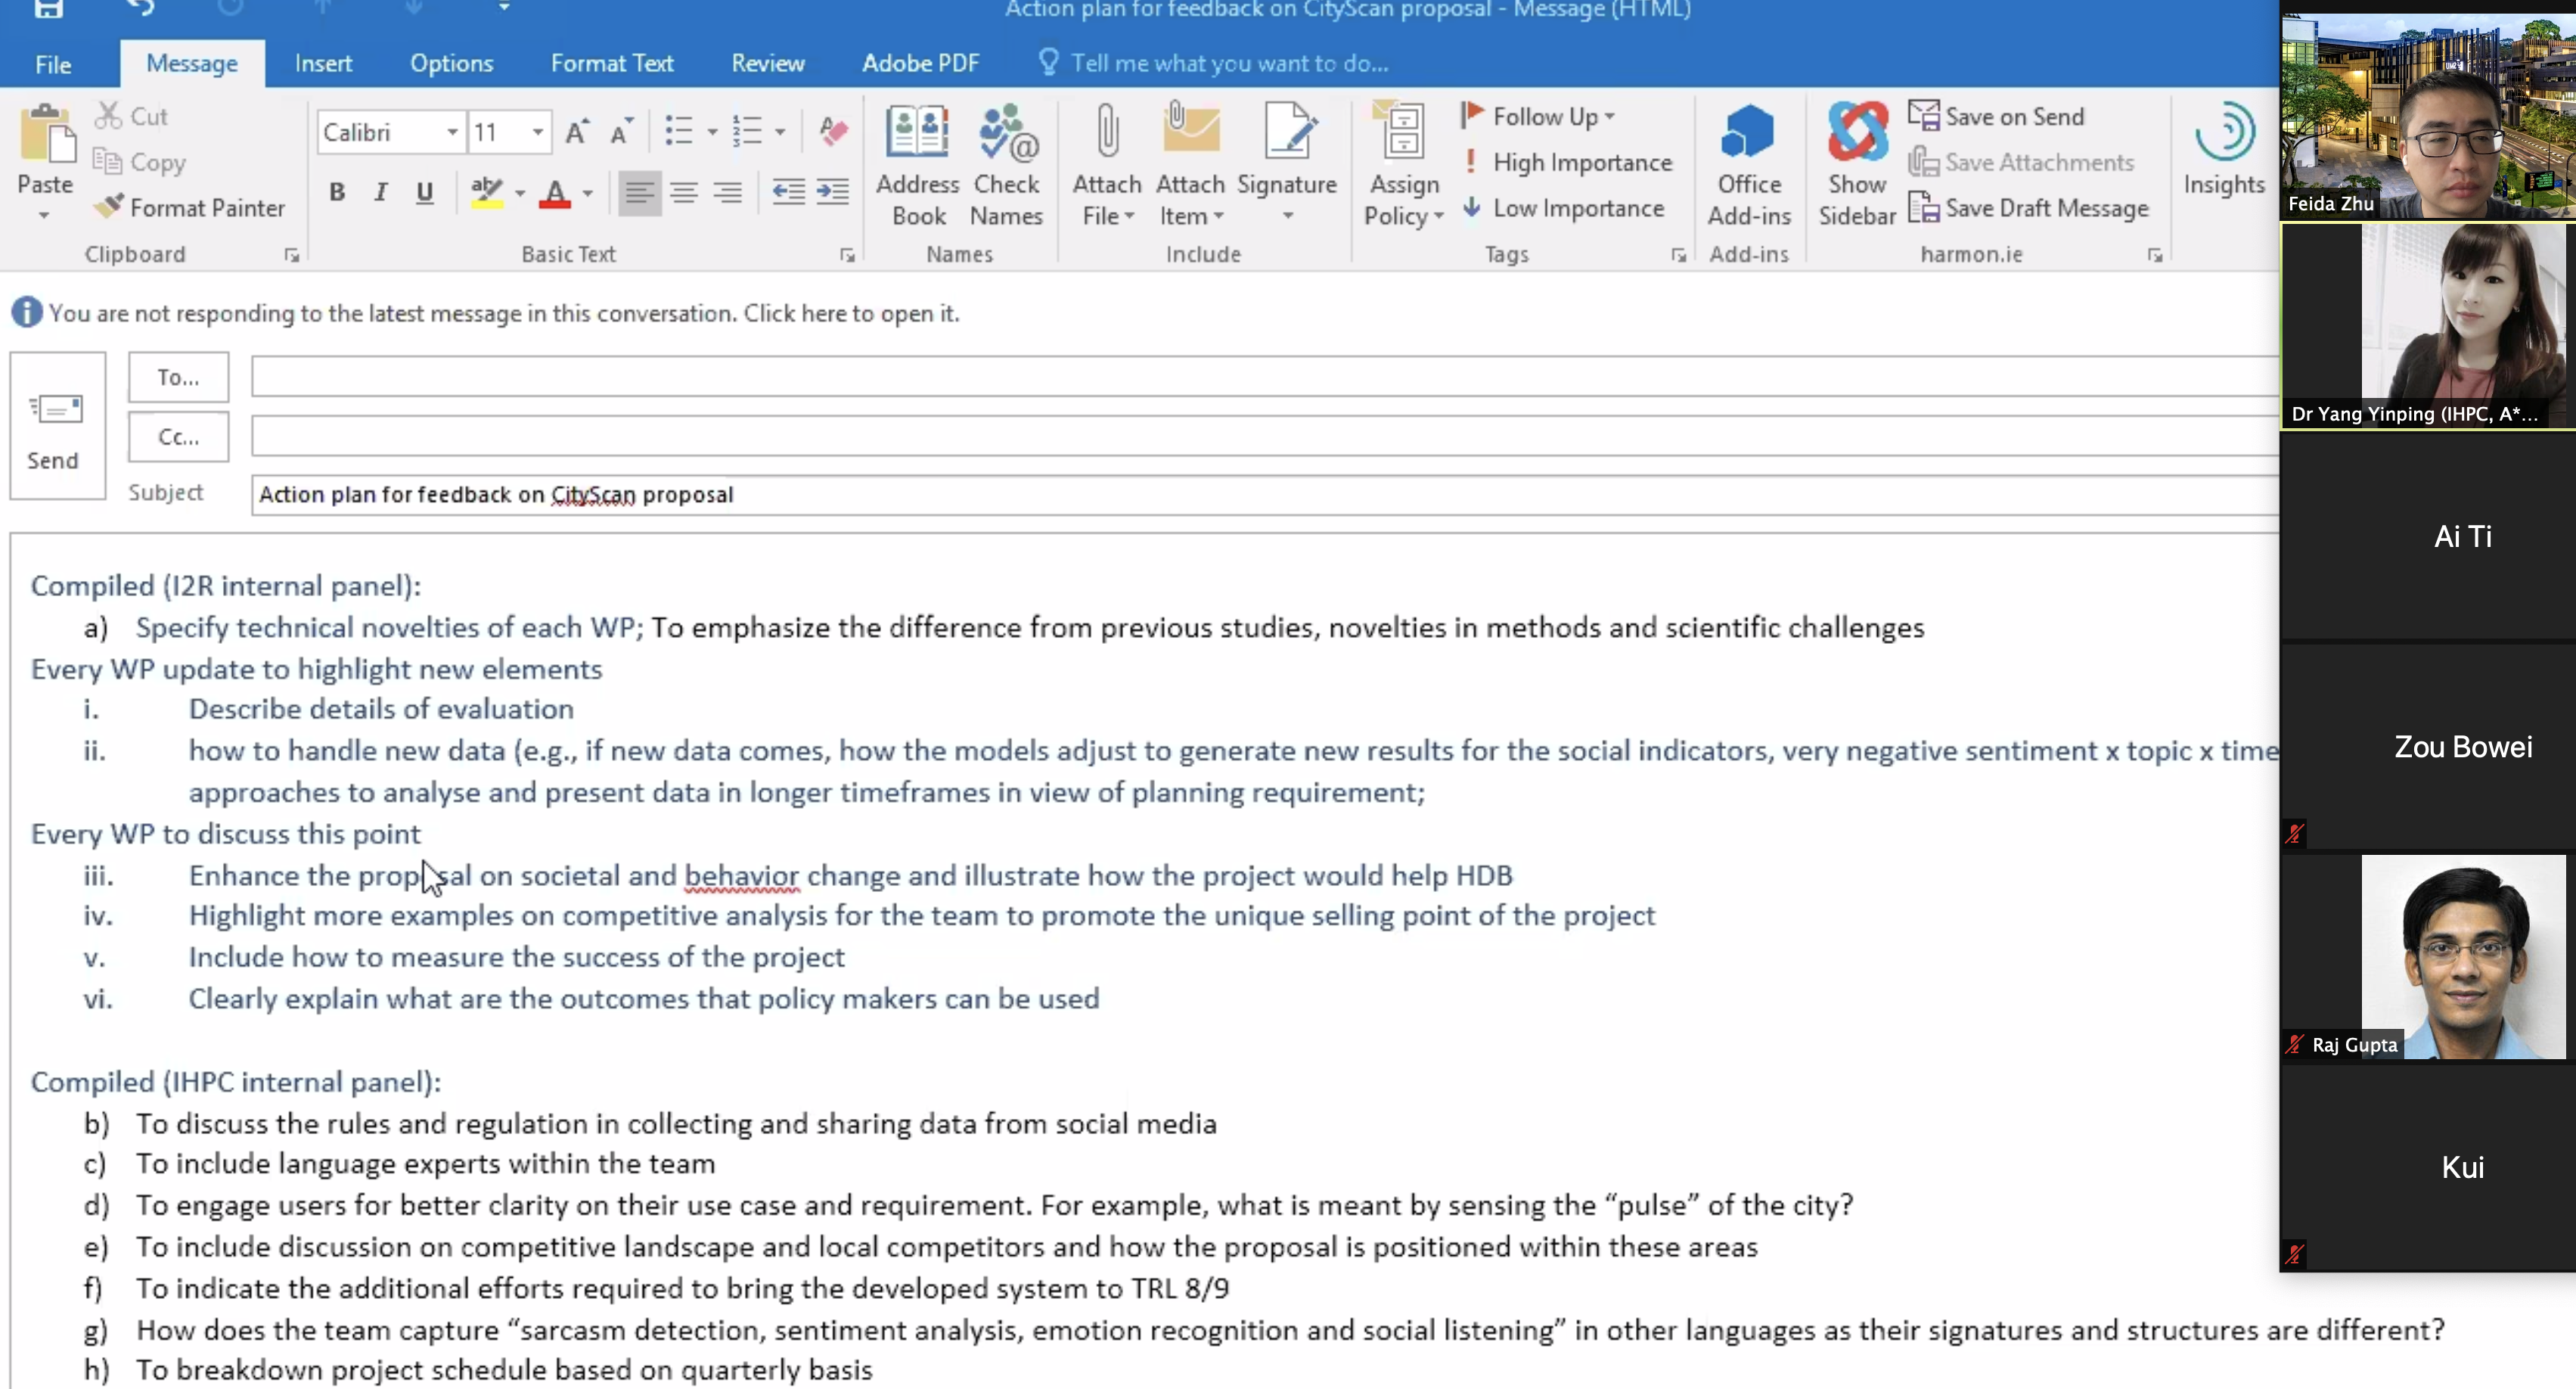 Action plan for feedback on CityScan proposal - Message (HTML)
File Message Insert Options Format Text Review Adobe PDF Tell me what you want to do...
Paste
Cut
Copy
Format Painter
Clipboard
Calibri 11
B I U
Basic Text
Address Book
Check Names
Names
Attach File
Attach Item
Signature
Include
Assign Policy
Follow Up
High Importance
Low Importance
Tags
Office Add-ins
Add-ins
Show Sidebar
Save on Send
Save Attachments
Save Draft Message
harmon.ie
Insights
You are not responding to the latest message in this conversation. Click here to open it.
Send
To...
Cc...
Subject Action plan for feedback on CityScan proposal
Compiled (I2R internal panel):
a) Specify technical novelties of each WP; To emphasize the difference from previous studies, novelties in methods and scientific challenges
Every WP update to highlight new elements
i. Describe details of evaluation
ii. how to handle new data (e.g., if new data comes, how the models adjust to generate new results for the social indicators, very negative sentiment x topic x time
approaches to analyse and present data in longer timeframes in view of planning requirement;
Every WP to discuss this point
iii. Enhance the proposal on societal and behavior change and illustrate how the project would help HDB
iv. Highlight more examples on competitive analysis for the team to promote the unique selling point of the project
v. Include how to measure the success of the project
vi. Clearly explain what are the outcomes that policy makers can be used
Compiled (IHPC internal panel):
b) To discuss the rules and regulation in collecting and sharing data from social media
c) To include language experts within the team
d) To engage users for better clarity on their use case and requirement. For example, what is meant by sensing the “pulse” of the city?
e) To include discussion on competitive landscape and local competitors and how the proposal is positioned within these areas
f) To indicate the additional efforts required to bring the developed system to TRL 8/9
g) How does the team capture “sarcasm detection, sentiment analysis, emotion recognition and social listening” in other languages as their signatures and structures are different?
h) To breakdown project schedule based on quarterly basis
Feida Zhu
Dr Yang Yinping (IHPC, A*...
Ai Ti
Zou Bowei
Raj Gupta
Kui